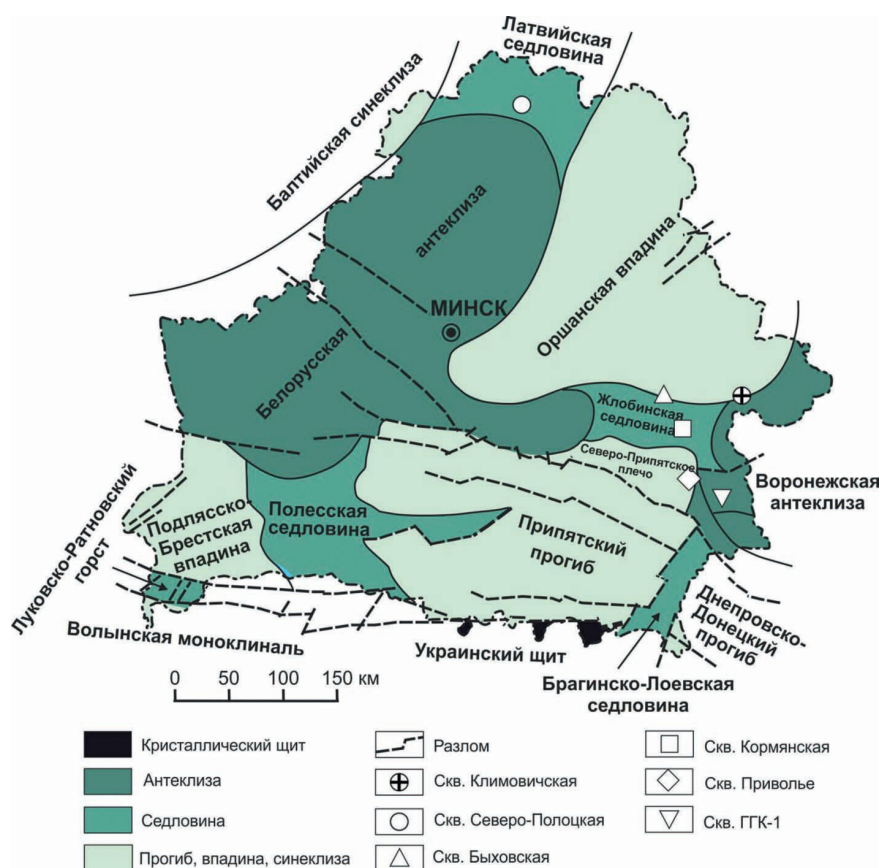 Латвийская
седловина
Балтийская синеклиза
антеклиза
Оршанская впадина
МИНСК
Белорусская
Жлобинская
седловина
Северо-Припятское
плечо
Воронежская
антеклиза
Луковско-Ратновский
горст
Подлясско-
Брестская
впадина
Полесская
седловина
Припятский
прогиб
Днепровско-
Донецкий
прогиб
Волынская моноклиналь
Украинский щит
Брагинско-Лоевская
седловина
0 50 100 150 км
Кристаллический щит
Антеклиза
Седловина
Прогиб, впадина, синеклиза
Разлом
Скв. Климовичская
Скв. Северо-Полоцкая
Скв. Быховская
Скв. Кормянская
Скв. Приволье
Скв. ГГК-1